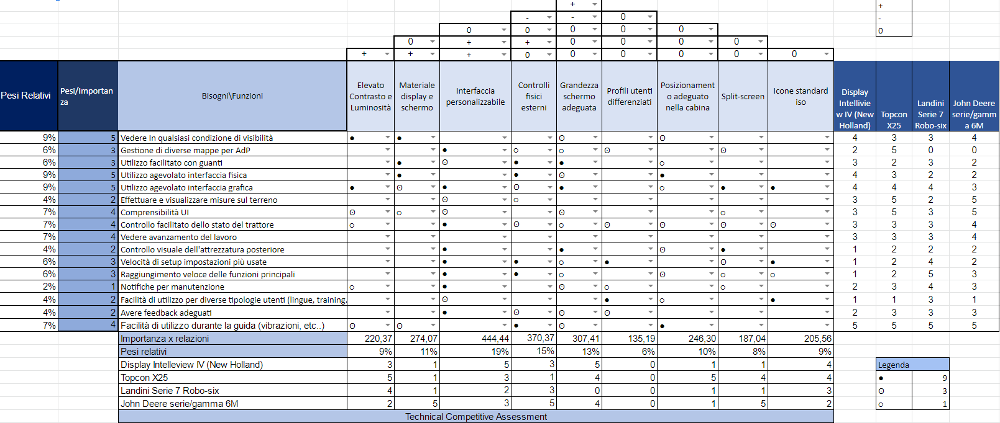 + +
- - 0 -
0 0 0 0 0 0
0 + + 0 0 0 0
+ + + 0 0 0 0 0 0
Pesi Relativi Pesi/Importanza Bisogni\Funzioni Elevato Contrasto e Luminosità Materiale display e schermo Interfaccia personalizzabile Controlli fisici esterni Grandezza schermo adeguata Profili utenti differenziati Posizionamento adeguato nella cabina Split-screen Icone standard iso Display Intelliview IV (New Holland) Topcon X25 Landini Serie 7 Robo-six John Deere serie/gamma 6M
9% 5 Vedere In qualsiasi condizione di visibilità ● ● ʘ ʘ 4 3 3 4
6% 3 Gestione di diverse mappe per AdP ● ○ ○ ʘ ʘ 2 5 0 0
6% 3 Utilizzo facilitato con guanti ● ʘ ● ● ○ 3 2 3 2
9% 5 Utilizzo agevolato interfaccia fisica ● ● ʘ ● 4 3 2 2
9% 5 Utilizzo agevolato interfaccia grafica ● ʘ ● ʘ ● ○ ● ● 4 4 4 3
4% 2 Effettuare e visualizzare misure sul terreno ʘ ○ 3 5 2 5
7% 4 Comprensibilità UI ʘ ○ ʘ ʘ ○ 3 5 3 5
7% 4 Controllo facilitato dello stato del trattore ○ ● ʘ ○ ʘ ʘ ʘ ʘ 3 3 3 4
7% 4 Vedere avanzamento del lavoro 3 3 3 4
4% 2 Controllo visuale dell'attrezzatura posteriore ● ● ʘ ● 1 2 2 2
6% 3 Velocità di setup impostazioni più usate ● ● ○ ● ʘ ● 1 2 4 2
6% 3 Raggiungimento veloce delle funzioni principali ● ● ○ ʘ ○ ○ 1 2 5 3
2% 1 Notifiche per manutenzione ○ ● ʘ ○ ○ 2 3 4 3
4% 2 Facilità di utilizzo per diverse tipologie utenti (lingue, training, ʘ ● ○ ● 1 1 3 1
4% 2 Avere feedback adeguati ● ʘ ʘ ʘ 2 3 3 3
7% 4 Facilità di utilizzo durante la guida (vibrazioni, etc..) ʘ ʘ ● ʘ ● 5 5 5 5
Importanza x relazioni 220,37 274,07 444,44 370,37 307,41 135,19 246,30 187,04 205,56
Pesi relativi 9% 11% 19% 15% 13% 6% 10% 8% 9%
Display Intelleview IV (New Holland) 3 1 5 3 5 0 1 1 4
Topcon X25 5 1 3 1 4 0 5 4 4
Landini Serie 7 Robo-six 4 1 2 3 0 0 1 1 3
John Deere serie/gamma 6M 2 5 3 5 4 0 1 5 2
Technical Competitive Assessment
Legenda
● 9
ʘ 3
○ 1